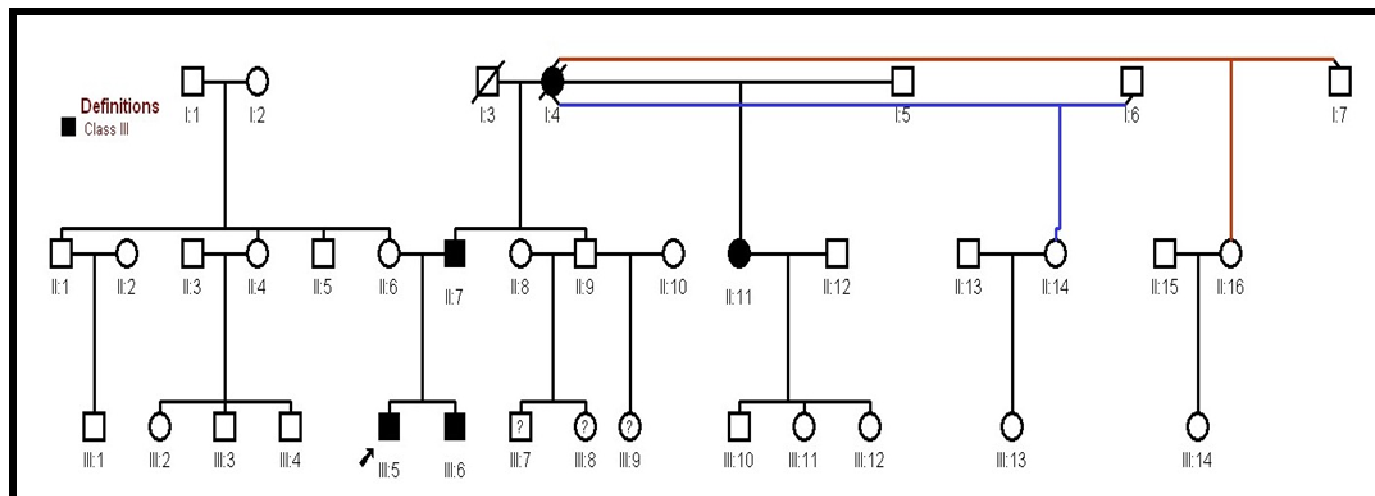 Definitions
Class III
I:1 I:2 I:3 I:4 I:5 I:6 I:7
II:1 II:2 II:3 II:4 II:5 II:6 II:7 II:8 II:9 II:10 II:11 II:12 II:13 II:14 II:15 II:16
? ? ?
III:1 III:2 III:3 III:4 III:5 III:6 III:7 III:8 III:9 III:10 III:11 III:12 III:13 III:14